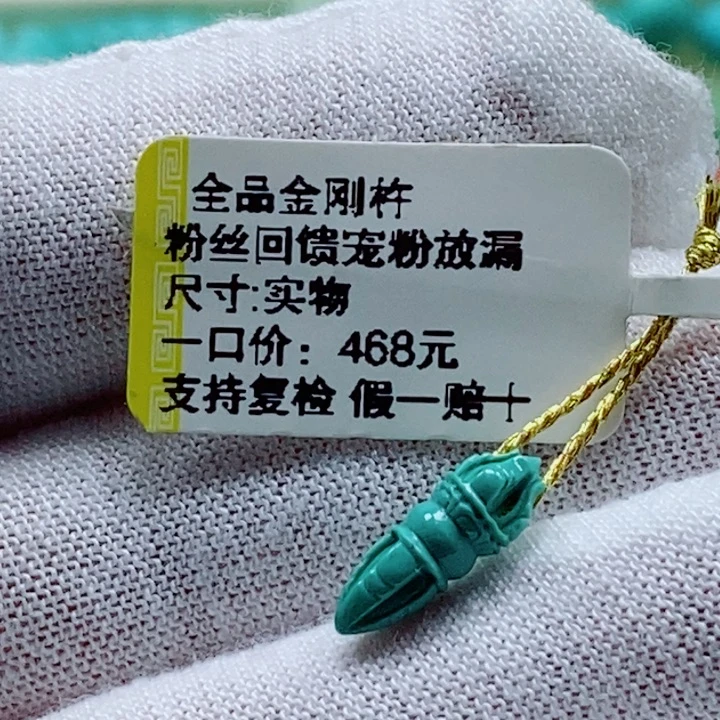 全品金刚杵
粉丝回馈宠粉放漏
尺寸:实物
一口价：468元
支持复检 假一赔十